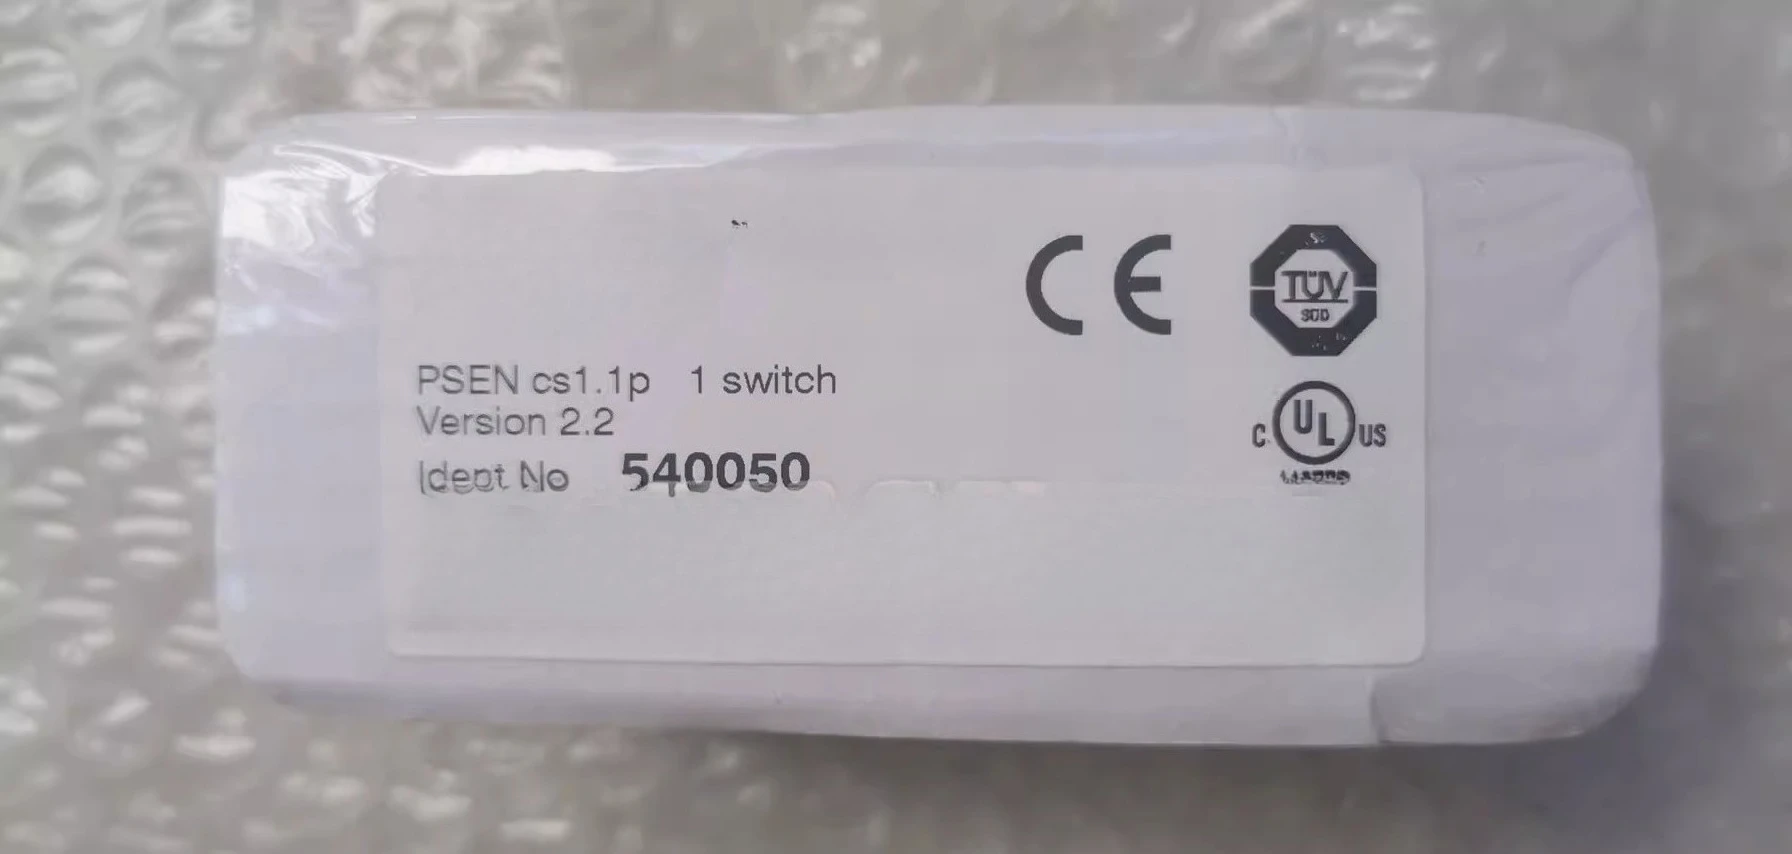 CE
TÜV
SÜD
PSEN cs1.1p 1 switch
Version 2.2
Ident No 540050
C UL US